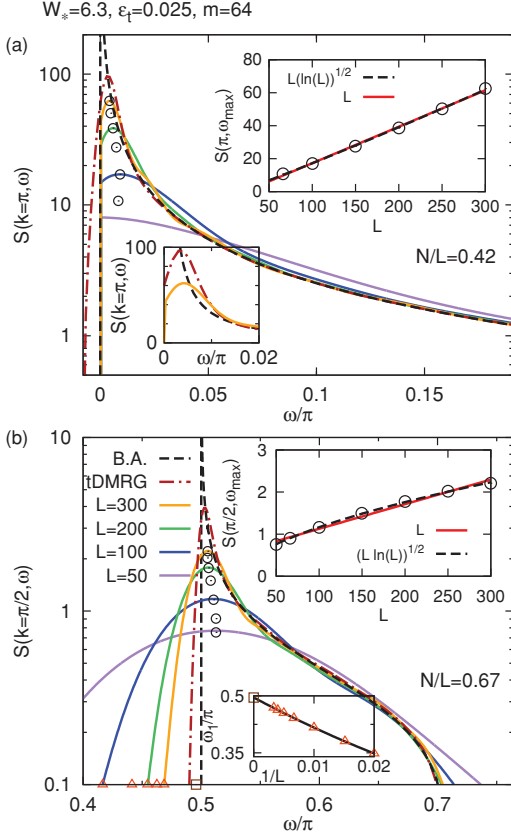 W*=6.3, εt=0.025, m=64
(a)
100
10
1
S(k=π,ω)
0
0.05
0.1
0.15
ω/π
N/L=0.42
L(ln(L))^1/2
L
80
60
40
20
0
S(π,ωmax)
50 100 150 200 250 300
L
100
0
S(k=π,ω)
0
0.02
ω/π
(b)
10
1
0.1
S(k=π/2,ω)
B.A.
tDMRG
L=300
L=200
L=100
L=50
0.4
0.5
0.6
0.7
ω/π
N/L=0.67
3
2
1
0
S(π/2,ωmax)
50 100 150 200 250 300
L
L
(L ln(L))^1/2
0.5
0.35
ω1/π
0
0.01
0.02
1/L